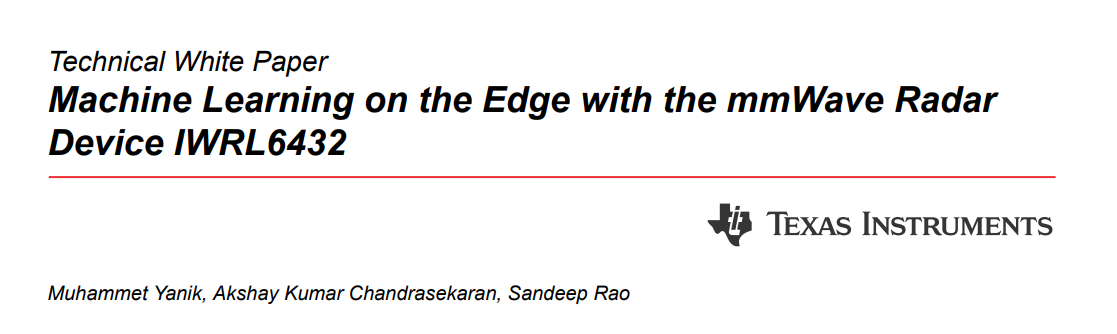 Technical White Paper
Machine Learning on the Edge with the mmWave Radar
Device IWRL6432
TEXAS INSTRUMENTS
Muhammet Yanik, Akshay Kumar Chandrasekaran, Sandeep Rao